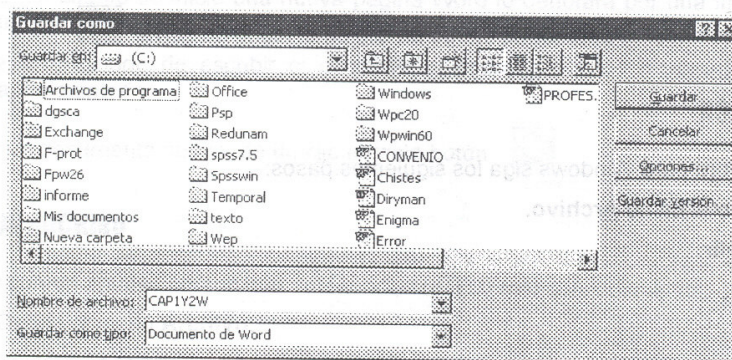 Guardar como
Guardar en: (C:)
Archivos de programa
dgsca
Exchange
F-prot
Fpw26
informe
Mis documentos
Nueva carpeta
Office
Psp
Redunam
spss7.5
Spsswin
Temporal
texto
Wep
Windows
Wpc20
Wpwin60
CONVENIO
Chistes
Diryman
Enigma
Error
PROFES.
Guardar
Cancelar
Opciones...
Guardar versión...
Nombre de archivo: CAP1Y2W
Guardar como tipo: Documento de Word
ndows siga los siguientes pasos:
chivo.